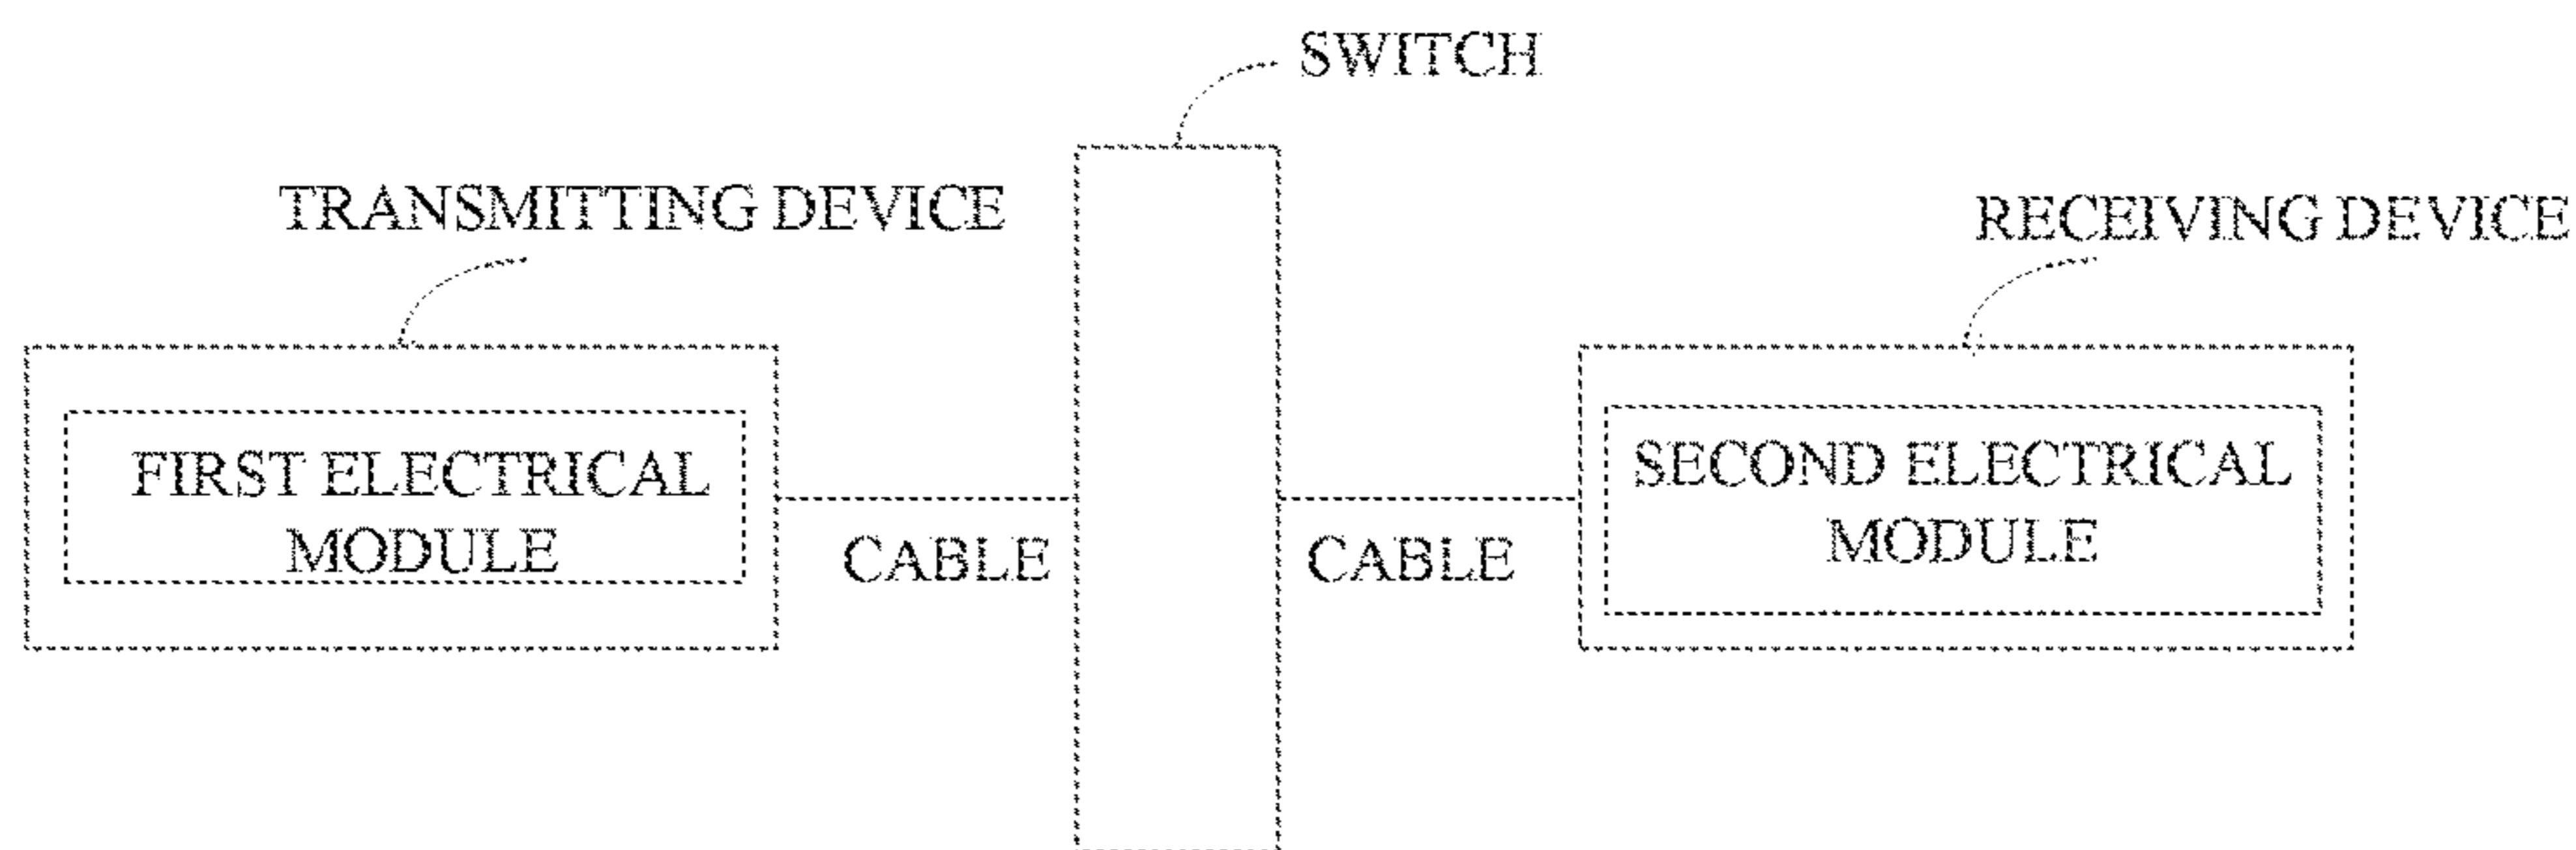 SWITCH
TRANSMITTING DEVICE
RECEIVING DEVICE
FIRST ELECTRICAL
MODULE
CABLE
CABLE
SECOND ELECTRICAL
MODULE